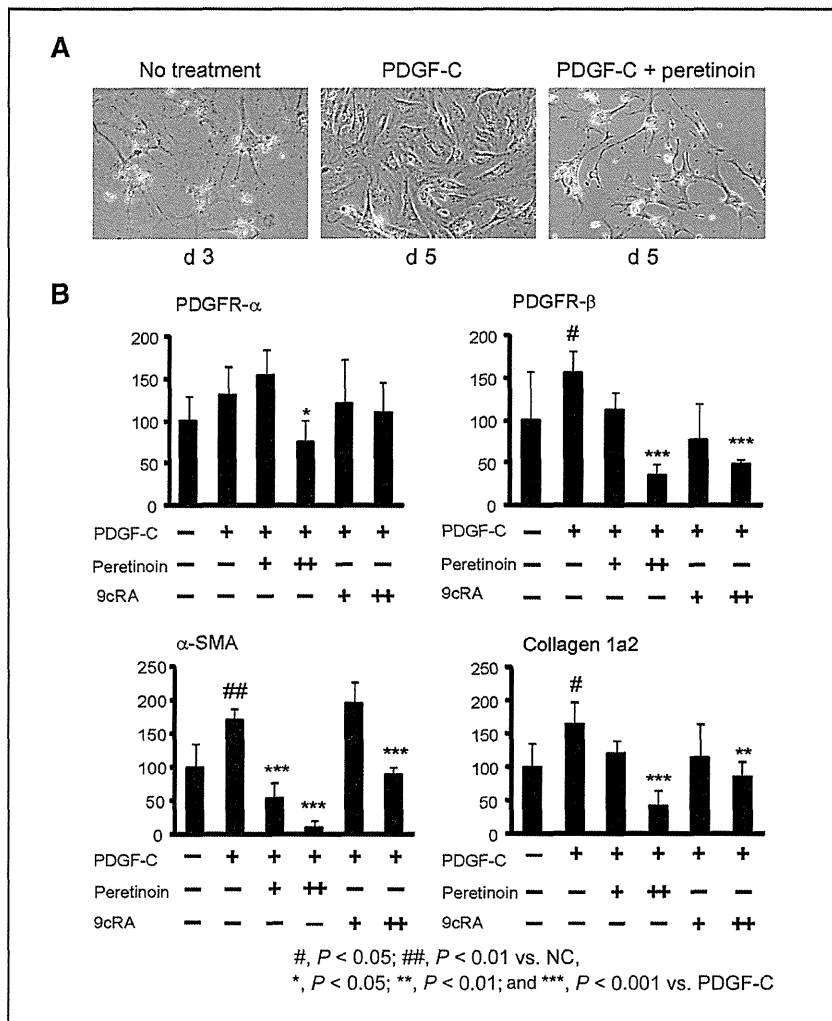 A
No treatment
PDGF-C
PDGF-C + peretinoin
d 3
d 5
d 5
B
PDGFR-α
200
150
100
50
0
*
PDGF-C − + + + + +
Peretinoin − − + ++ − −
9cRA − − − − + ++
PDGFR-β
200
150
100
50
0
#
***
***
PDGF-C − + + + + +
Peretinoin − − + ++ − −
9cRA − − − − + ++
α-SMA
250
200
150
100
50
0
##
***
***
***
PDGF-C − + + + + +
Peretinoin − − + ++ − −
9cRA − − − − + ++
Collagen 1a2
250
200
150
100
50
0
#
***
**
PDGF-C − + + + + +
Peretinoin − − + ++ − −
9cRA − − − − + ++
#, P < 0.05; ##, P < 0.01 vs. NC,
*, P < 0.05; **, P < 0.01; and ***, P < 0.001 vs. PDGF-C